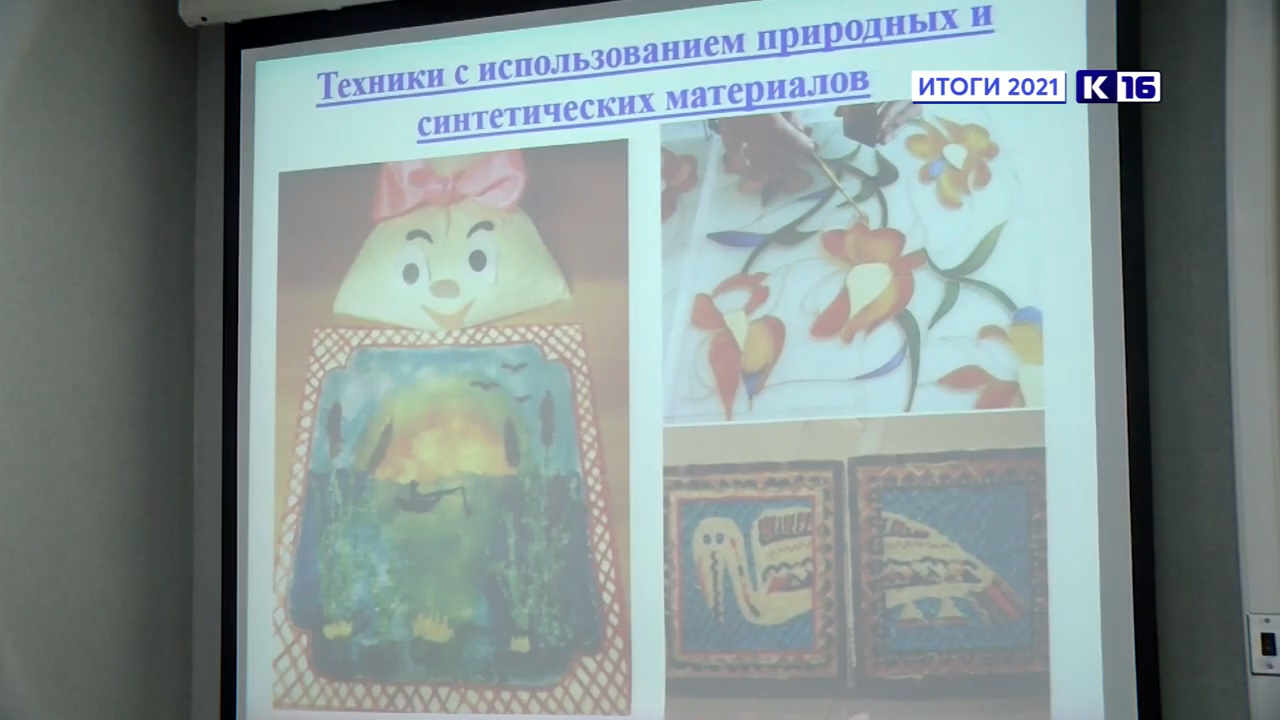 Техники с использованием природных и
синтетических материалов
ИТОГИ 2021
К 16